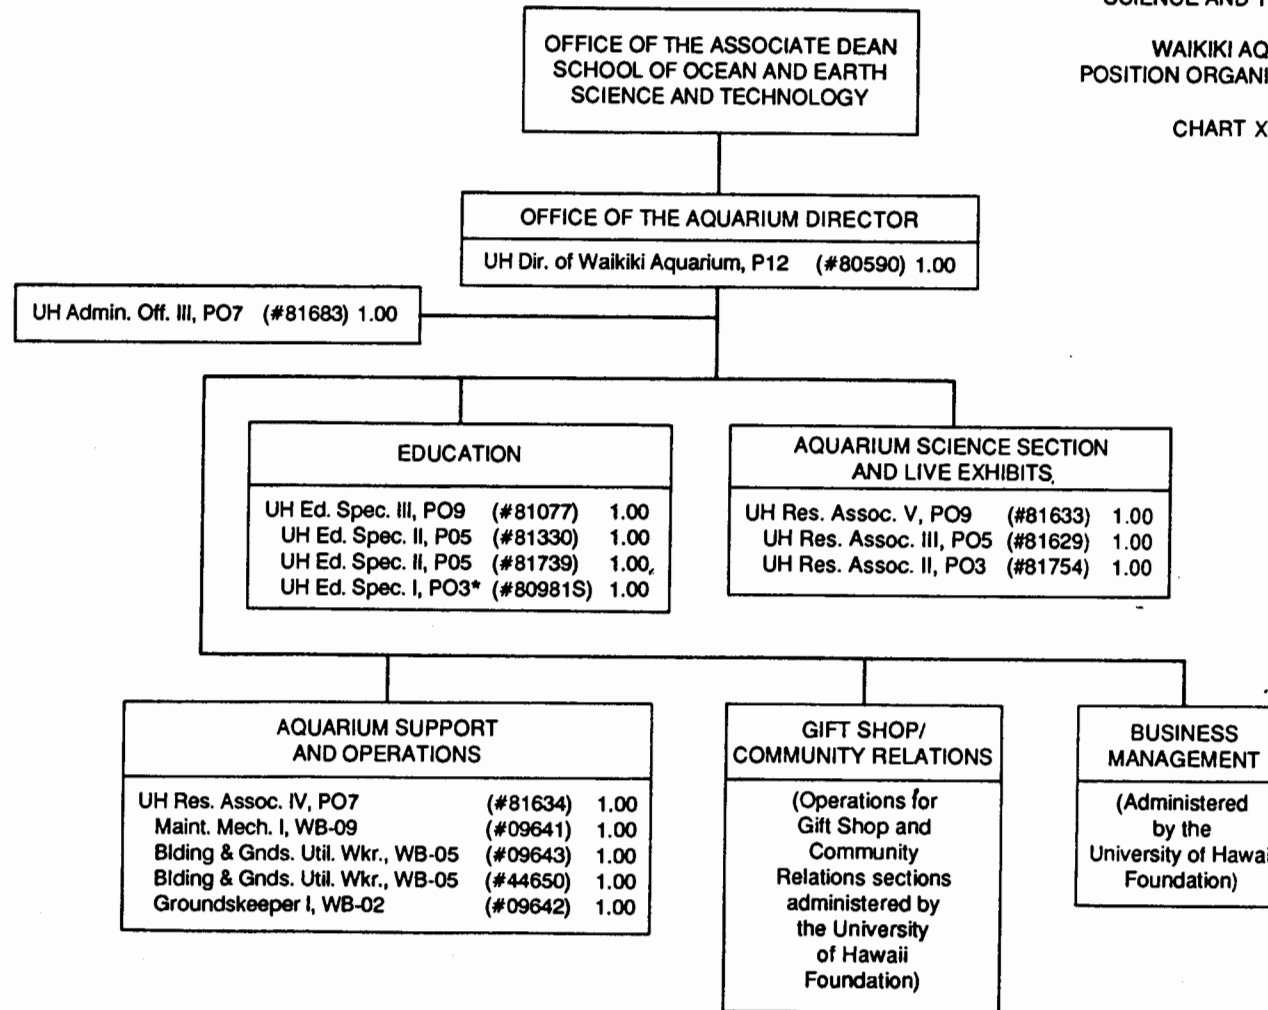 SCIENCE AND T
WAIKIKI AQ
POSITION ORGANI
CHART X
OFFICE OF THE ASSOCIATE DEAN
SCHOOL OF OCEAN AND EARTH
SCIENCE AND TECHNOLOGY
OFFICE OF THE AQUARIUM DIRECTOR
UH Dir. of Waikiki Aquarium, P12 (#80590) 1.00
UH Admin. Off. III, PO7 (#81683) 1.00
EDUCATION
UH Ed. Spec. III, PO9 (#81077) 1.00
UH Ed. Spec. II, P05 (#81330) 1.00
UH Ed. Spec. II, P05 (#81739) 1.00
UH Ed. Spec. I, PO3* (#80981S) 1.00
AQUARIUM SCIENCE SECTION
AND LIVE EXHIBITS
UH Res. Assoc. V, PO9 (#81633) 1.00
UH Res. Assoc. III, PO5 (#81629) 1.00
UH Res. Assoc. II, PO3 (#81754) 1.00
AQUARIUM SUPPORT
AND OPERATIONS
UH Res. Assoc. IV, PO7 (#81634) 1.00
Maint. Mech. I, WB-09 (#09641) 1.00
Blding & Gnds. Util. Wkr., WB-05 (#09643) 1.00
Blding & Gnds. Util. Wkr., WB-05 (#44650) 1.00
Groundskeeper I, WB-02 (#09642) 1.00
GIFT SHOP/
COMMUNITY RELATIONS
(Operations for
Gift Shop and
Community
Relations sections
administered by
the University
of Hawaii
Foundation)
BUSINESS
MANAGEMENT
(Administered
by the
University of Hawai
Foundation)